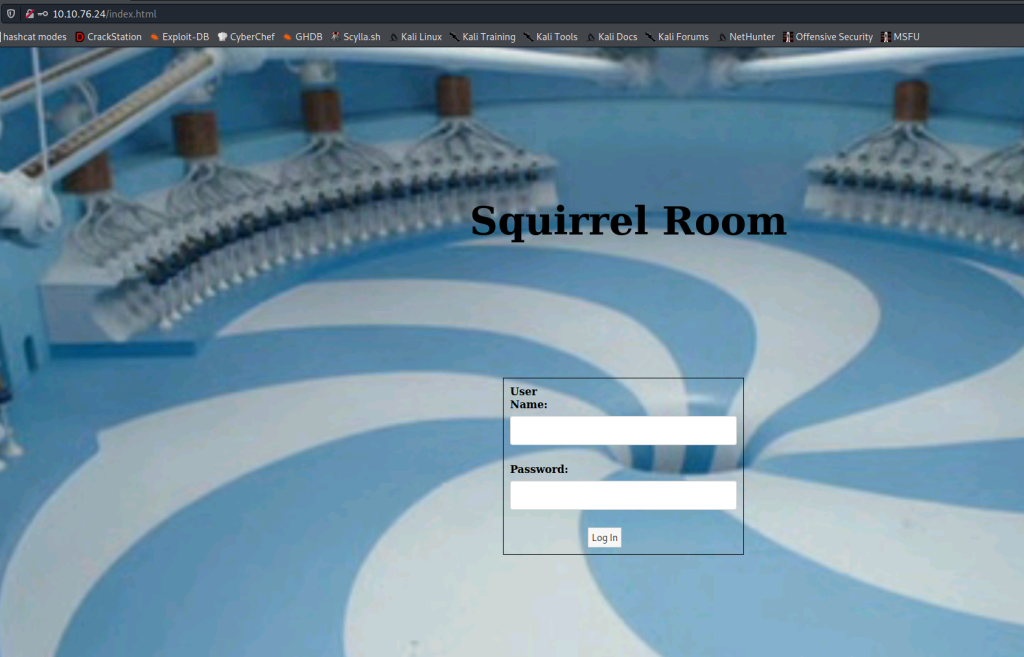 10.10.76.24/index.html
hashcat modes CrackStation Exploit-DB CyberChef GHDB Scylla.sh Kali Linux Kali Training Kali Tools Kali Docs Kali Forums NetHunter Offensive Security MSFU
Squirrel Room
User
Name:
Password:
Log In